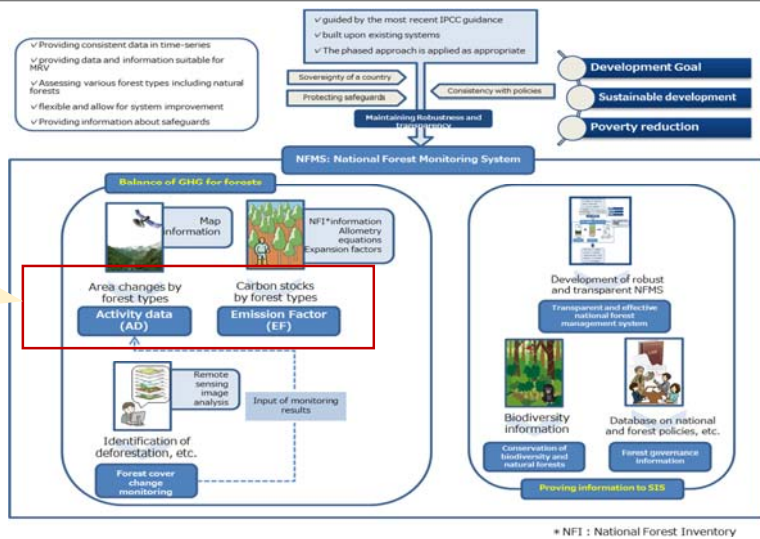 ✓Providing consistent data in time-series
✓providing data and information suitable for
MRV
✓Assessing various forest types including natural
forests
✓flexible and allow for system improvement
✓Providing information about safeguards
✓guided by the most recent IPCC guidance
✓built upon existing systems
✓The phased approach is applied as appropriate
Sovereignty of a country
Protecting safeguards
Consistency with policies
Maintaining Robustness and
transparency
Development Goal
Sustainable development
Poverty reduction
NFMS: National Forest Monitoring System
Balance of GHG for forests
Map
information
NFI*information
Allometry
equations
Expansion factors
Area changes by
forest types
Activity data
(AD)
Carbon stocks
by forest types
Emission Factor
(EF)
Remote
sensing
image
analysis
Input of monitoring
results
Identification of
deforestation, etc.
Forest cover
change
monitoring
Development of robust
and transparent NFMS
Transparent and effective
national forest
management system
Biodiversity
information
Conservation of
biodiversity and
natural forests
Database on national
and forest policies, etc.
Forest governance
information
Proving information to SIS
* NFI : National Forest Inventory